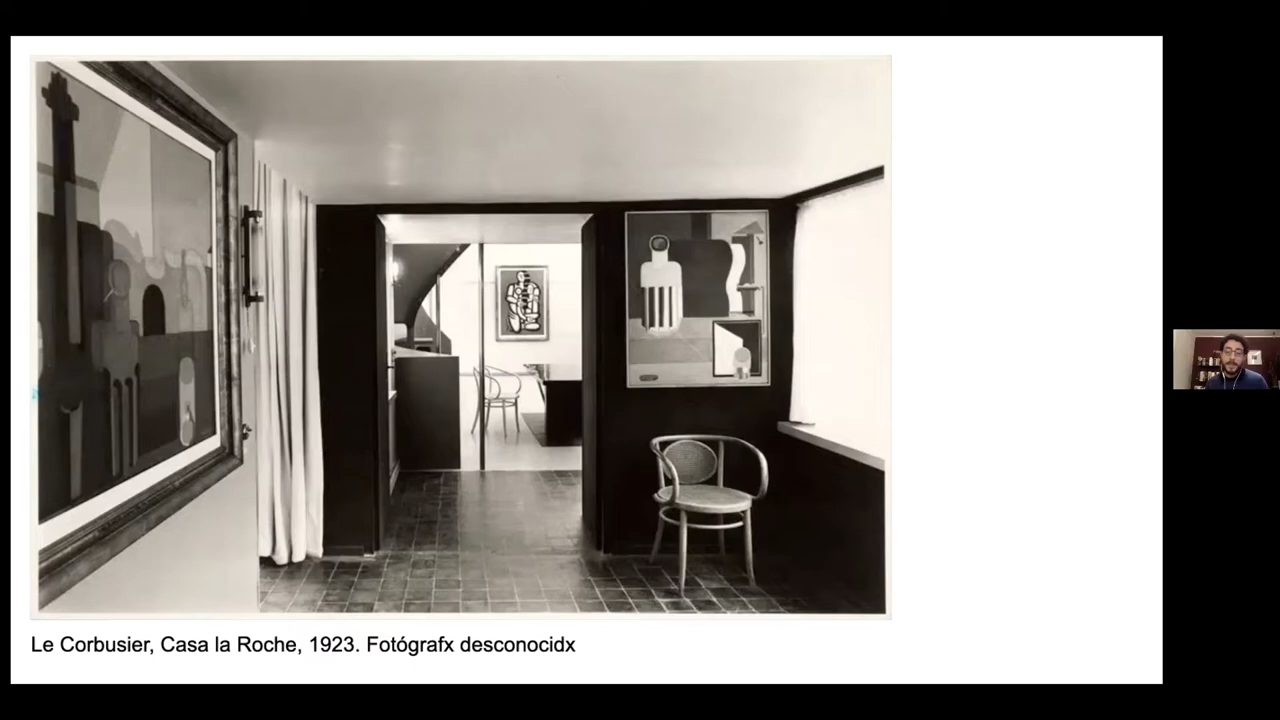 Le Corbusier, Casa la Roche, 1923. Fotógrafx desconocidx